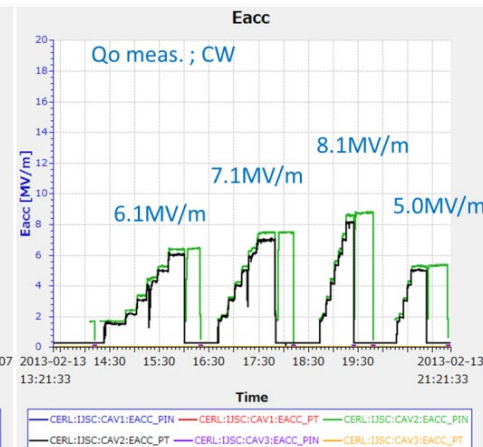 Eacc
20
18
16
14
12
10
8
6
4
2
0
Eacc [MV/m]
Qo meas. ; CW
6.1MV/m
7.1MV/m
8.1MV/m
5.0MV/m
07 2013-02-13 14:30 15:30 16:30 17:30 18:30 19:30 2013-02-13
13:21:33 21:21:33
Time
CERL:IJSC:CAV1:EACC_PIN CERL:IJSC:CAV1:EACC_PT CERL:IJSC:CAV2:EACC_PIN
CERL:IJSC:CAV2:EACC_PT CERL:IJSC:CAV3:EACC_PIN CERL:IJSC:CAV3:EACC_PT